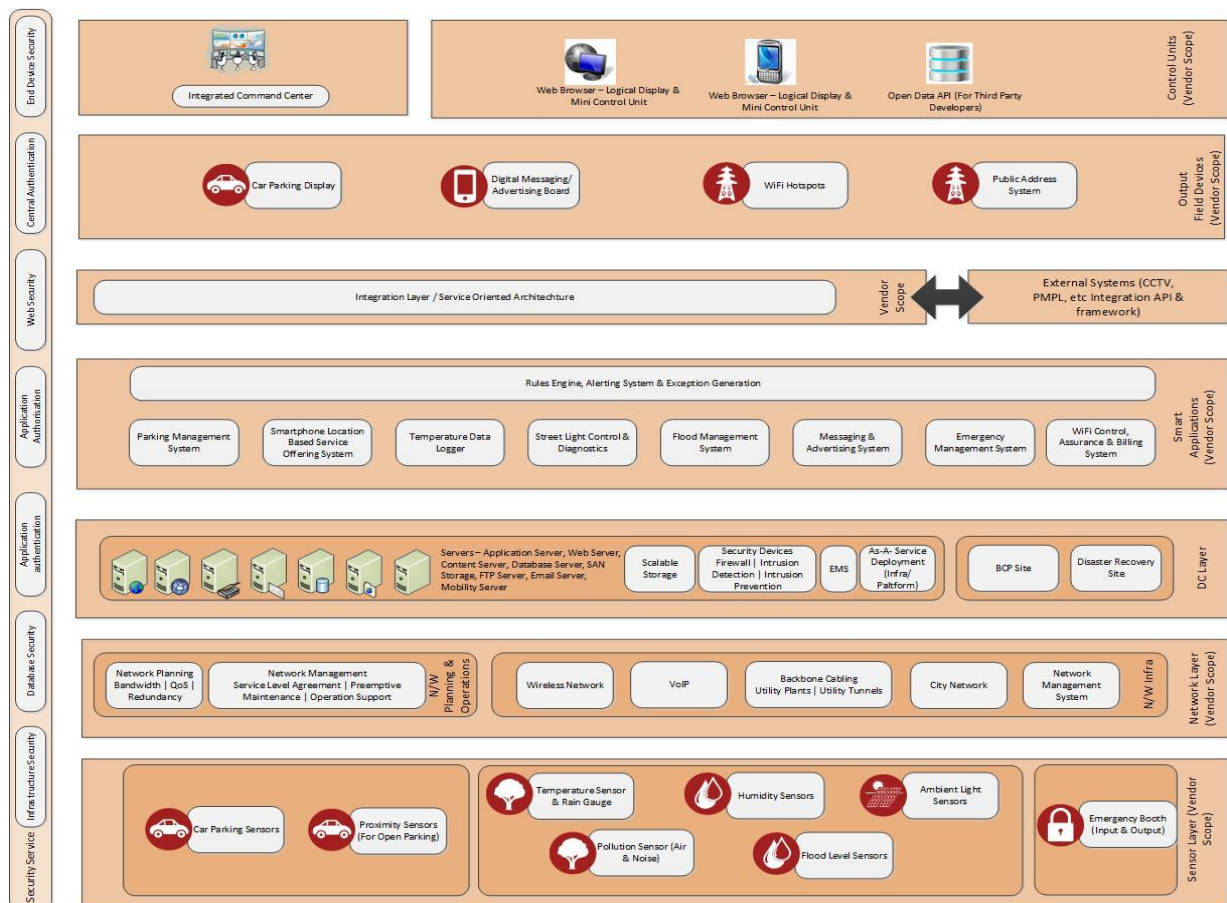 End Device Security
Central Authentication
Web Security
Application
Authorisation
Application
authentication
Database Security
Infrastructure Security
Security Service
Integrated Command Center
Web Browser – Logical Display &
Mini Control Unit
Web Browser – Logical Display &
Mini Control Unit
Open Data API (For Third Party
Developers)
Control Units
(Vendor Scope)
Car Parking Display
Digital Messaging/
Advertising Board
WiFi Hotspots
Public Address
System
Output
Field Devices
(Vendor Scope)
Integration Layer / Service Oriented Architechture
Vendor
Scope
External Systems (CCTV,
PMPL, etc Integration API &
framework)
Rules Engine, Alerting System & Exception Generation
Parking Management
System
Smartphone Location
Based Service
Offering System
Temperature Data
Logger
Street Light Control &
Diagnostics
Flood Management
System
Messaging &
Advertising System
Emergency
Management System
WiFi Control,
Assurance & Billing
System
Smart
Applications
(Vendor Scope)
Servers – Application Server, Web Server,
Content Server, Database Server, SAN
Storage, FTP Server, Email Server,
Mobility Server
Scalable
Storage
Security Devices
Firewall | Intrusion
Detection | Intrusion
Prevention
EMS
As-A- Service
Deployment
(Infra/
Paltform)
BCP Site
Disaster Recovery
Site
DC Layer
Network Planning
Bandwidth | QoS |
Redundancy
Network Management
Service Level Agreement | Preemptive
Maintenance | Operation Support
N/W
Planning &
Operations
Wireless Network
VoIP
Backbone Cabling
Utility Plants | Utility Tunnels
City Network
Network
Management
System
N/W Infra
Network Layer
(Vendor Scope)
Car Parking Sensors
Proximity Sensors
(For Open Parking)
Temperature Sensor
& Rain Gauge
Humidity Sensors
Ambient Light
Sensors
Pollution Sensor (Air
& Noise)
Flood Level Sensors
Emergency Booth
(Input & Output)
Sensor Layer (Vendor
Scope)